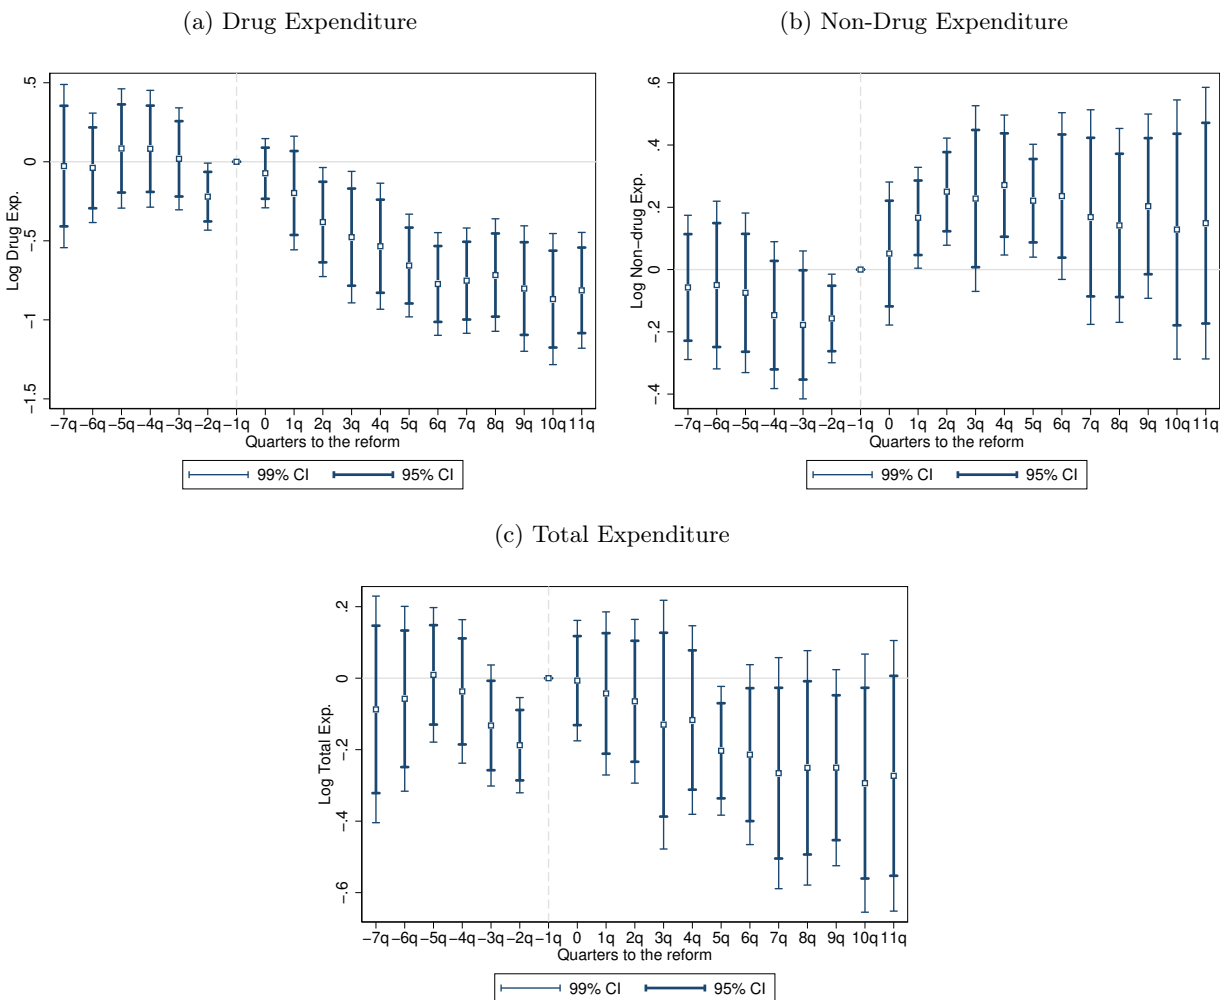 (a) Drug Expenditure
Log Drug Exp.
.5
0
-.5
-1
-1.5
-7q -6q -5q -4q -3q -2q -1q 0 1q 2q 3q 4q 5q 6q 7q 8q 9q 10q 11q
Quarters to the reform
99% CI 95% CI
(b) Non-Drug Expenditure
Log Non-drug Exp.
.6
.4
.2
0
-.2
-.4
-7q -6q -5q -4q -3q -2q -1q 0 1q 2q 3q 4q 5q 6q 7q 8q 9q 10q 11q
Quarters to the reform
99% CI 95% CI
(c) Total Expenditure
Log Total Exp.
.2
0
-.2
-.4
-.6
-7q -6q -5q -4q -3q -2q -1q 0 1q 2q 3q 4q 5q 6q 7q 8q 9q 10q 11q
Quarters to the reform
99% CI 95% CI